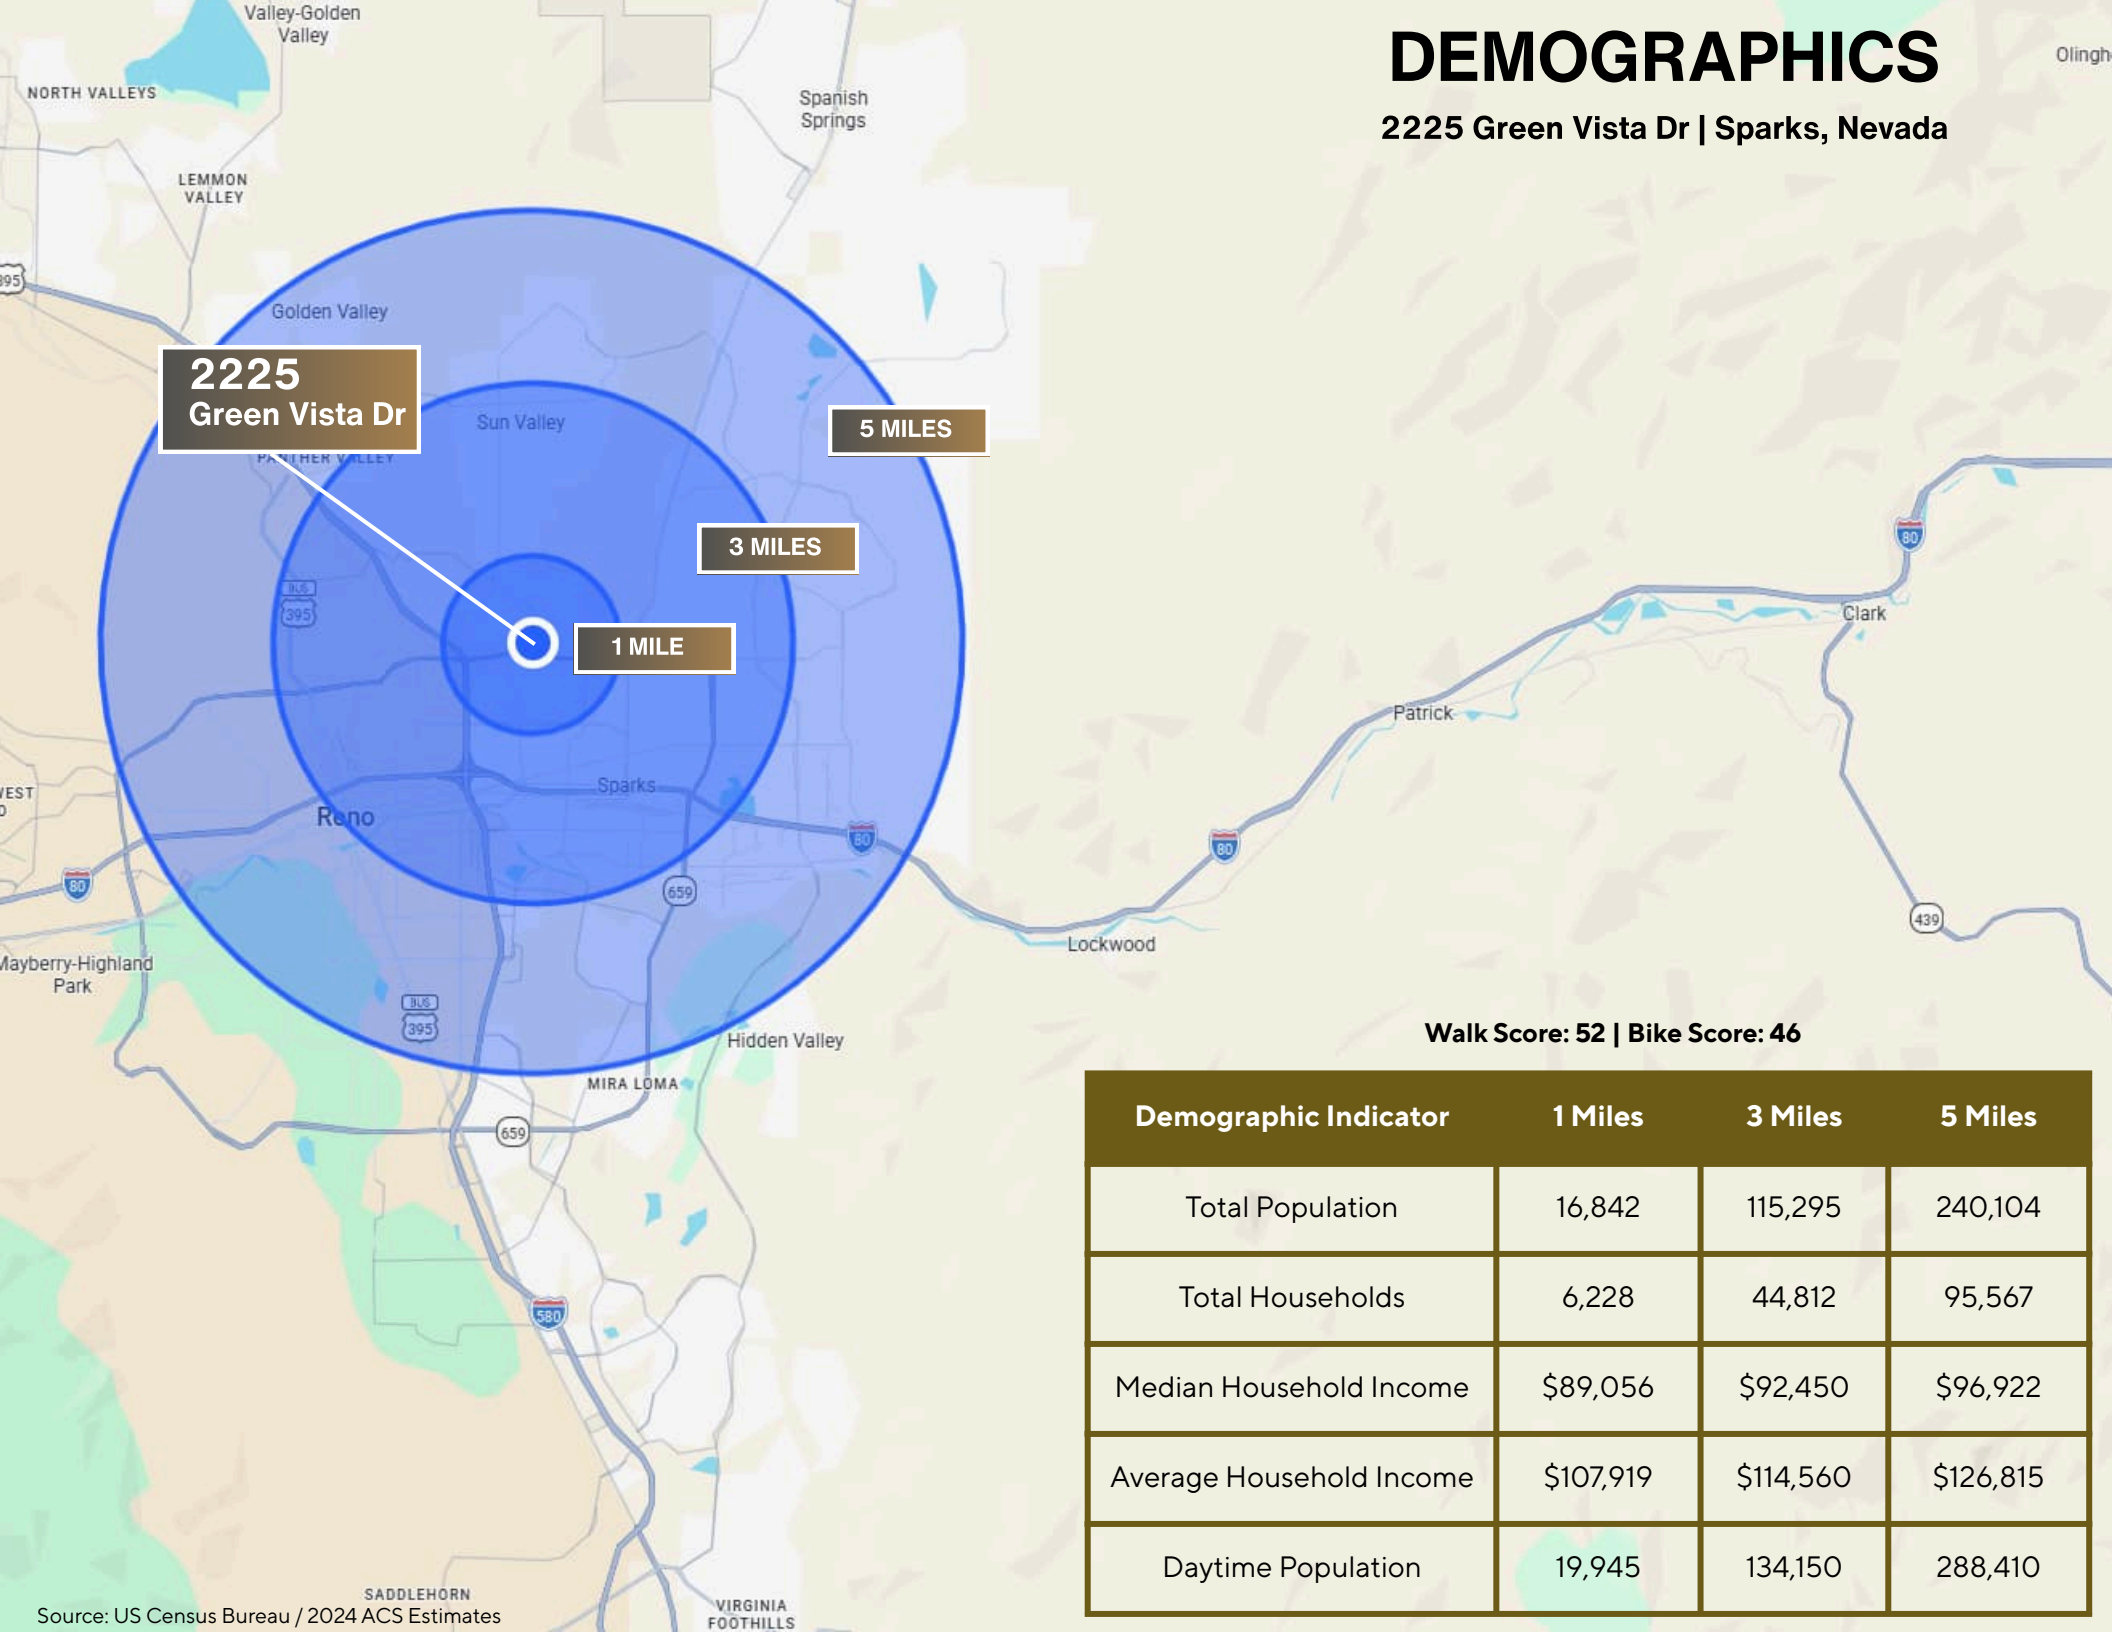 Valley-Golden
Valley
NORTH VALLEYS
LEMMON
VALLEY
Spanish
Springs
DEMOGRAPHICS
2225 Green Vista Dr | Sparks, Nevada
395
Golden Valley
2225
Green Vista Dr
PANTHER VALLEY
Sun Valley
5 MILES
3 MILES
1 MILE
BUS
395
80
Clark
Patrick
Sparks
Reno
80
80
80
659
439
Lockwood
Mayberry-Highland
Park
BUS
395
Hidden Valley
MIRA LOMA
659
580
Walk Score: 52 | Bike Score: 46
Demographic Indicator 1 Miles 3 Miles 5 Miles
Total Population 16,842 115,295 240,104
Total Households 6,228 44,812 95,567
Median Household Income $89,056 $92,450 $96,922
Average Household Income $107,919 $114,560 $126,815
Daytime Population 19,945 134,150 288,410
SADDLEHORN
VIRGINIA
FOOTHILLS
Source: US Census Bureau / 2024 ACS Estimates